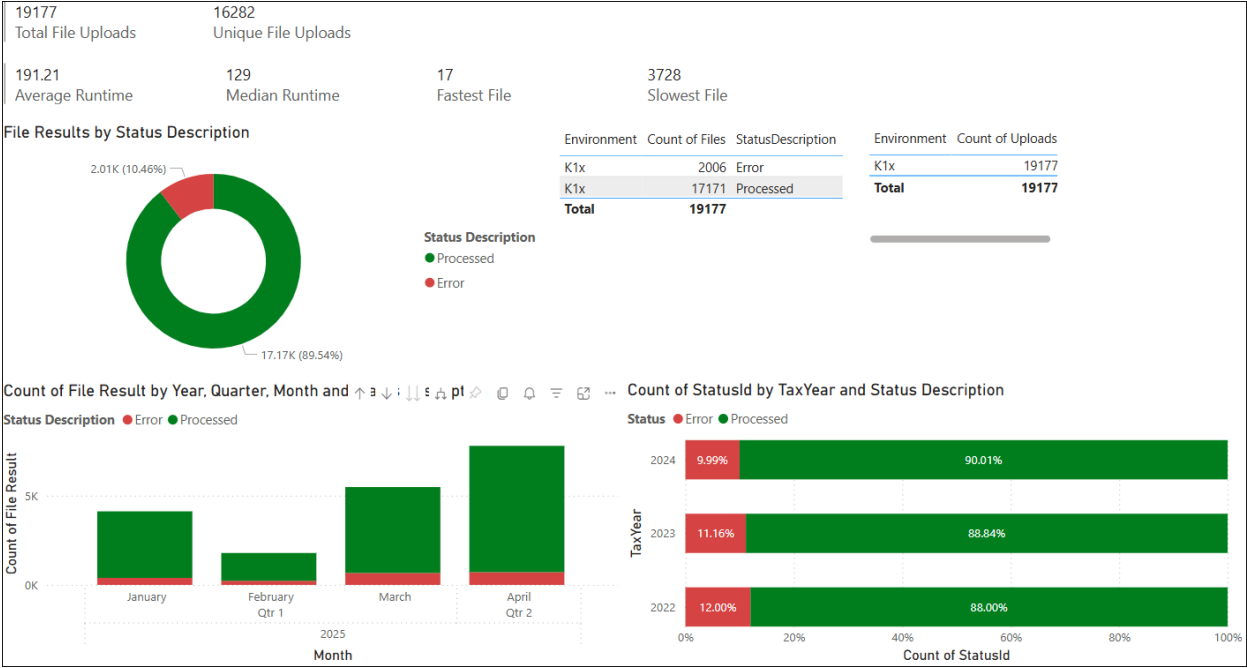 19177 16282
Total File Uploads Unique File Uploads
191.21 129 17 3728
Average Runtime Median Runtime Fastest File Slowest File
File Results by Status Description
2.01K (10.46%)
17.17K (89.54%)
Status Description
Processed
Error
Environment Count of Files StatusDescription
K1x 2006 Error
K1x 17171 Processed
Total 19177
Environment Count of Uploads
K1x 19177
Total 19177
Count of File Result by Year, Quarter, Month and
Status Description Error Processed
Count of File Result
5K
0K
January February March April
Qtr 1 Qtr 2
2025
Month
Count of StatusId by TaxYear and Status Description
Status Error Processed
TaxYear
2024 9.99% 90.01%
2023 11.16% 88.84%
2022 12.00% 88.00%
0% 20% 40% 60% 80% 100%
Count of StatusId